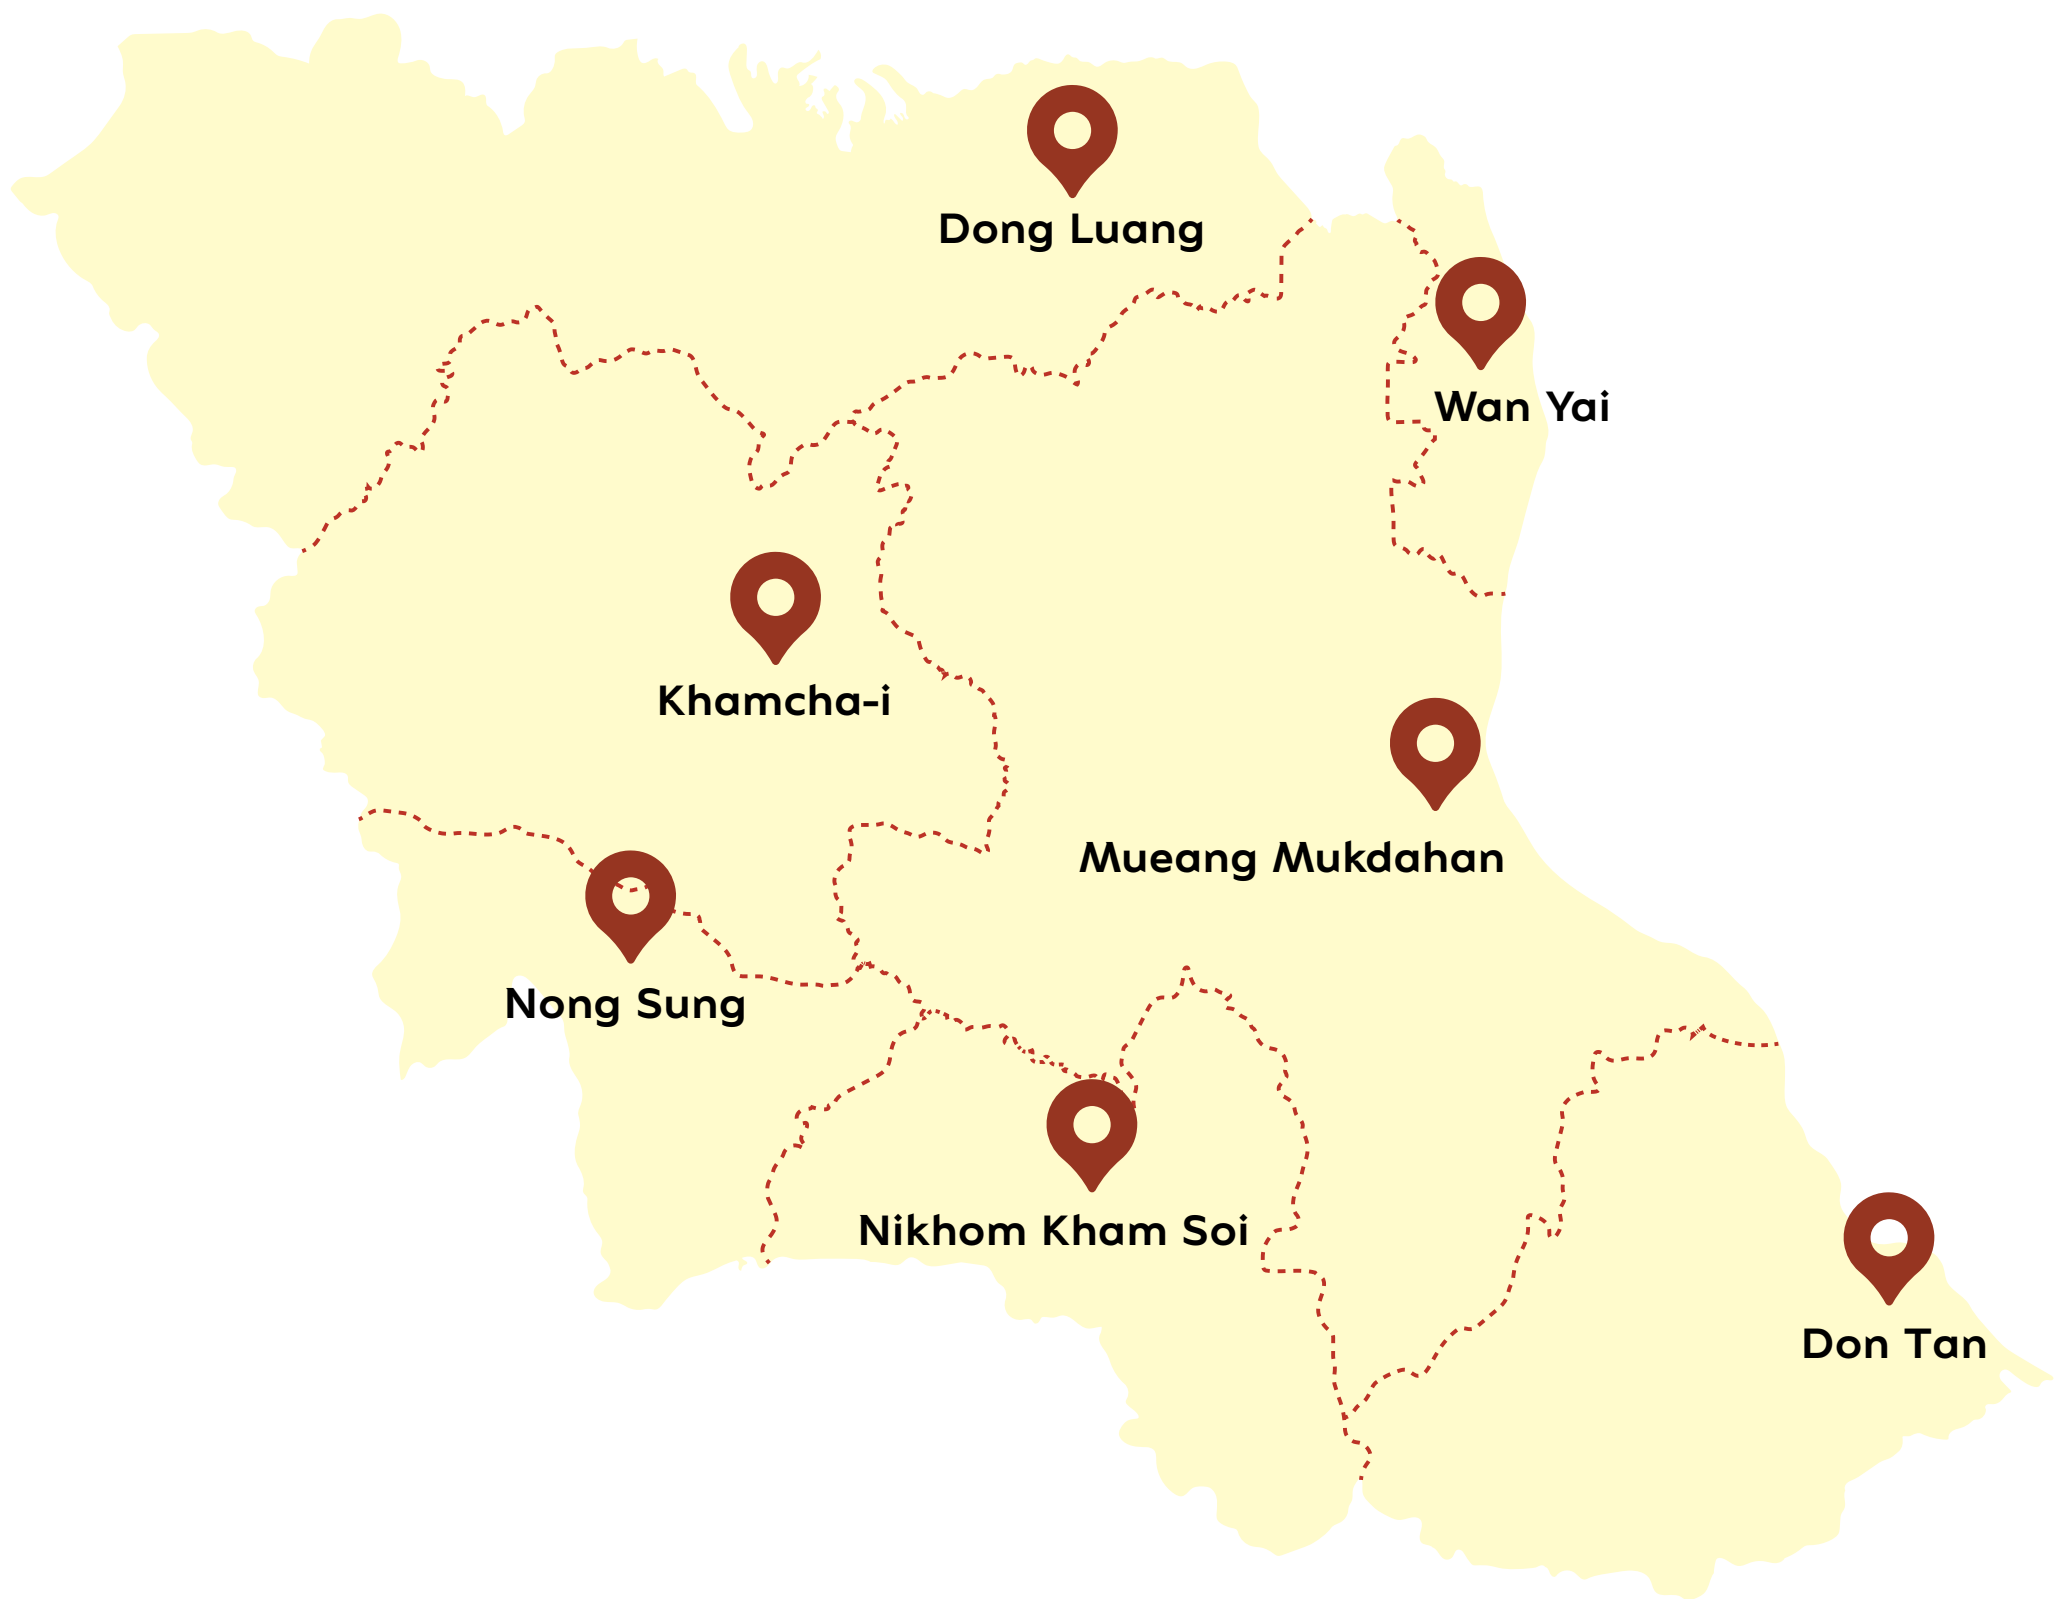 Dong Luang
Wan Yai
Khamcha-i
Mueang Mukdahan
Nong Sung
Nikhom Kham Soi
Don Tan